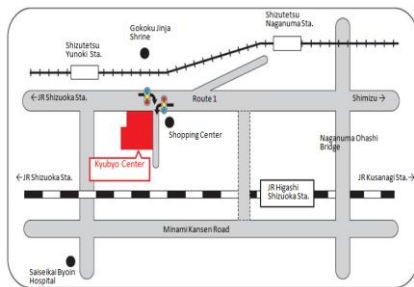 Shizutetsu
Naganuma Sta.
Gokoku Jinja
Shrine
Shizutetsu
Yunoki Sta.
←JR Shizuoka Sta.
Route 1
Shimizu
→
Shopping Center
Naganuma Ohashi
Bridge
Kyubyo Center
←JR Shizuoka Sta.
JR Higashi
Shizuoka Sta.
JR Kusanagi Sta.→
Minami Kansen Road
Saiseikai Byoin
Hospital